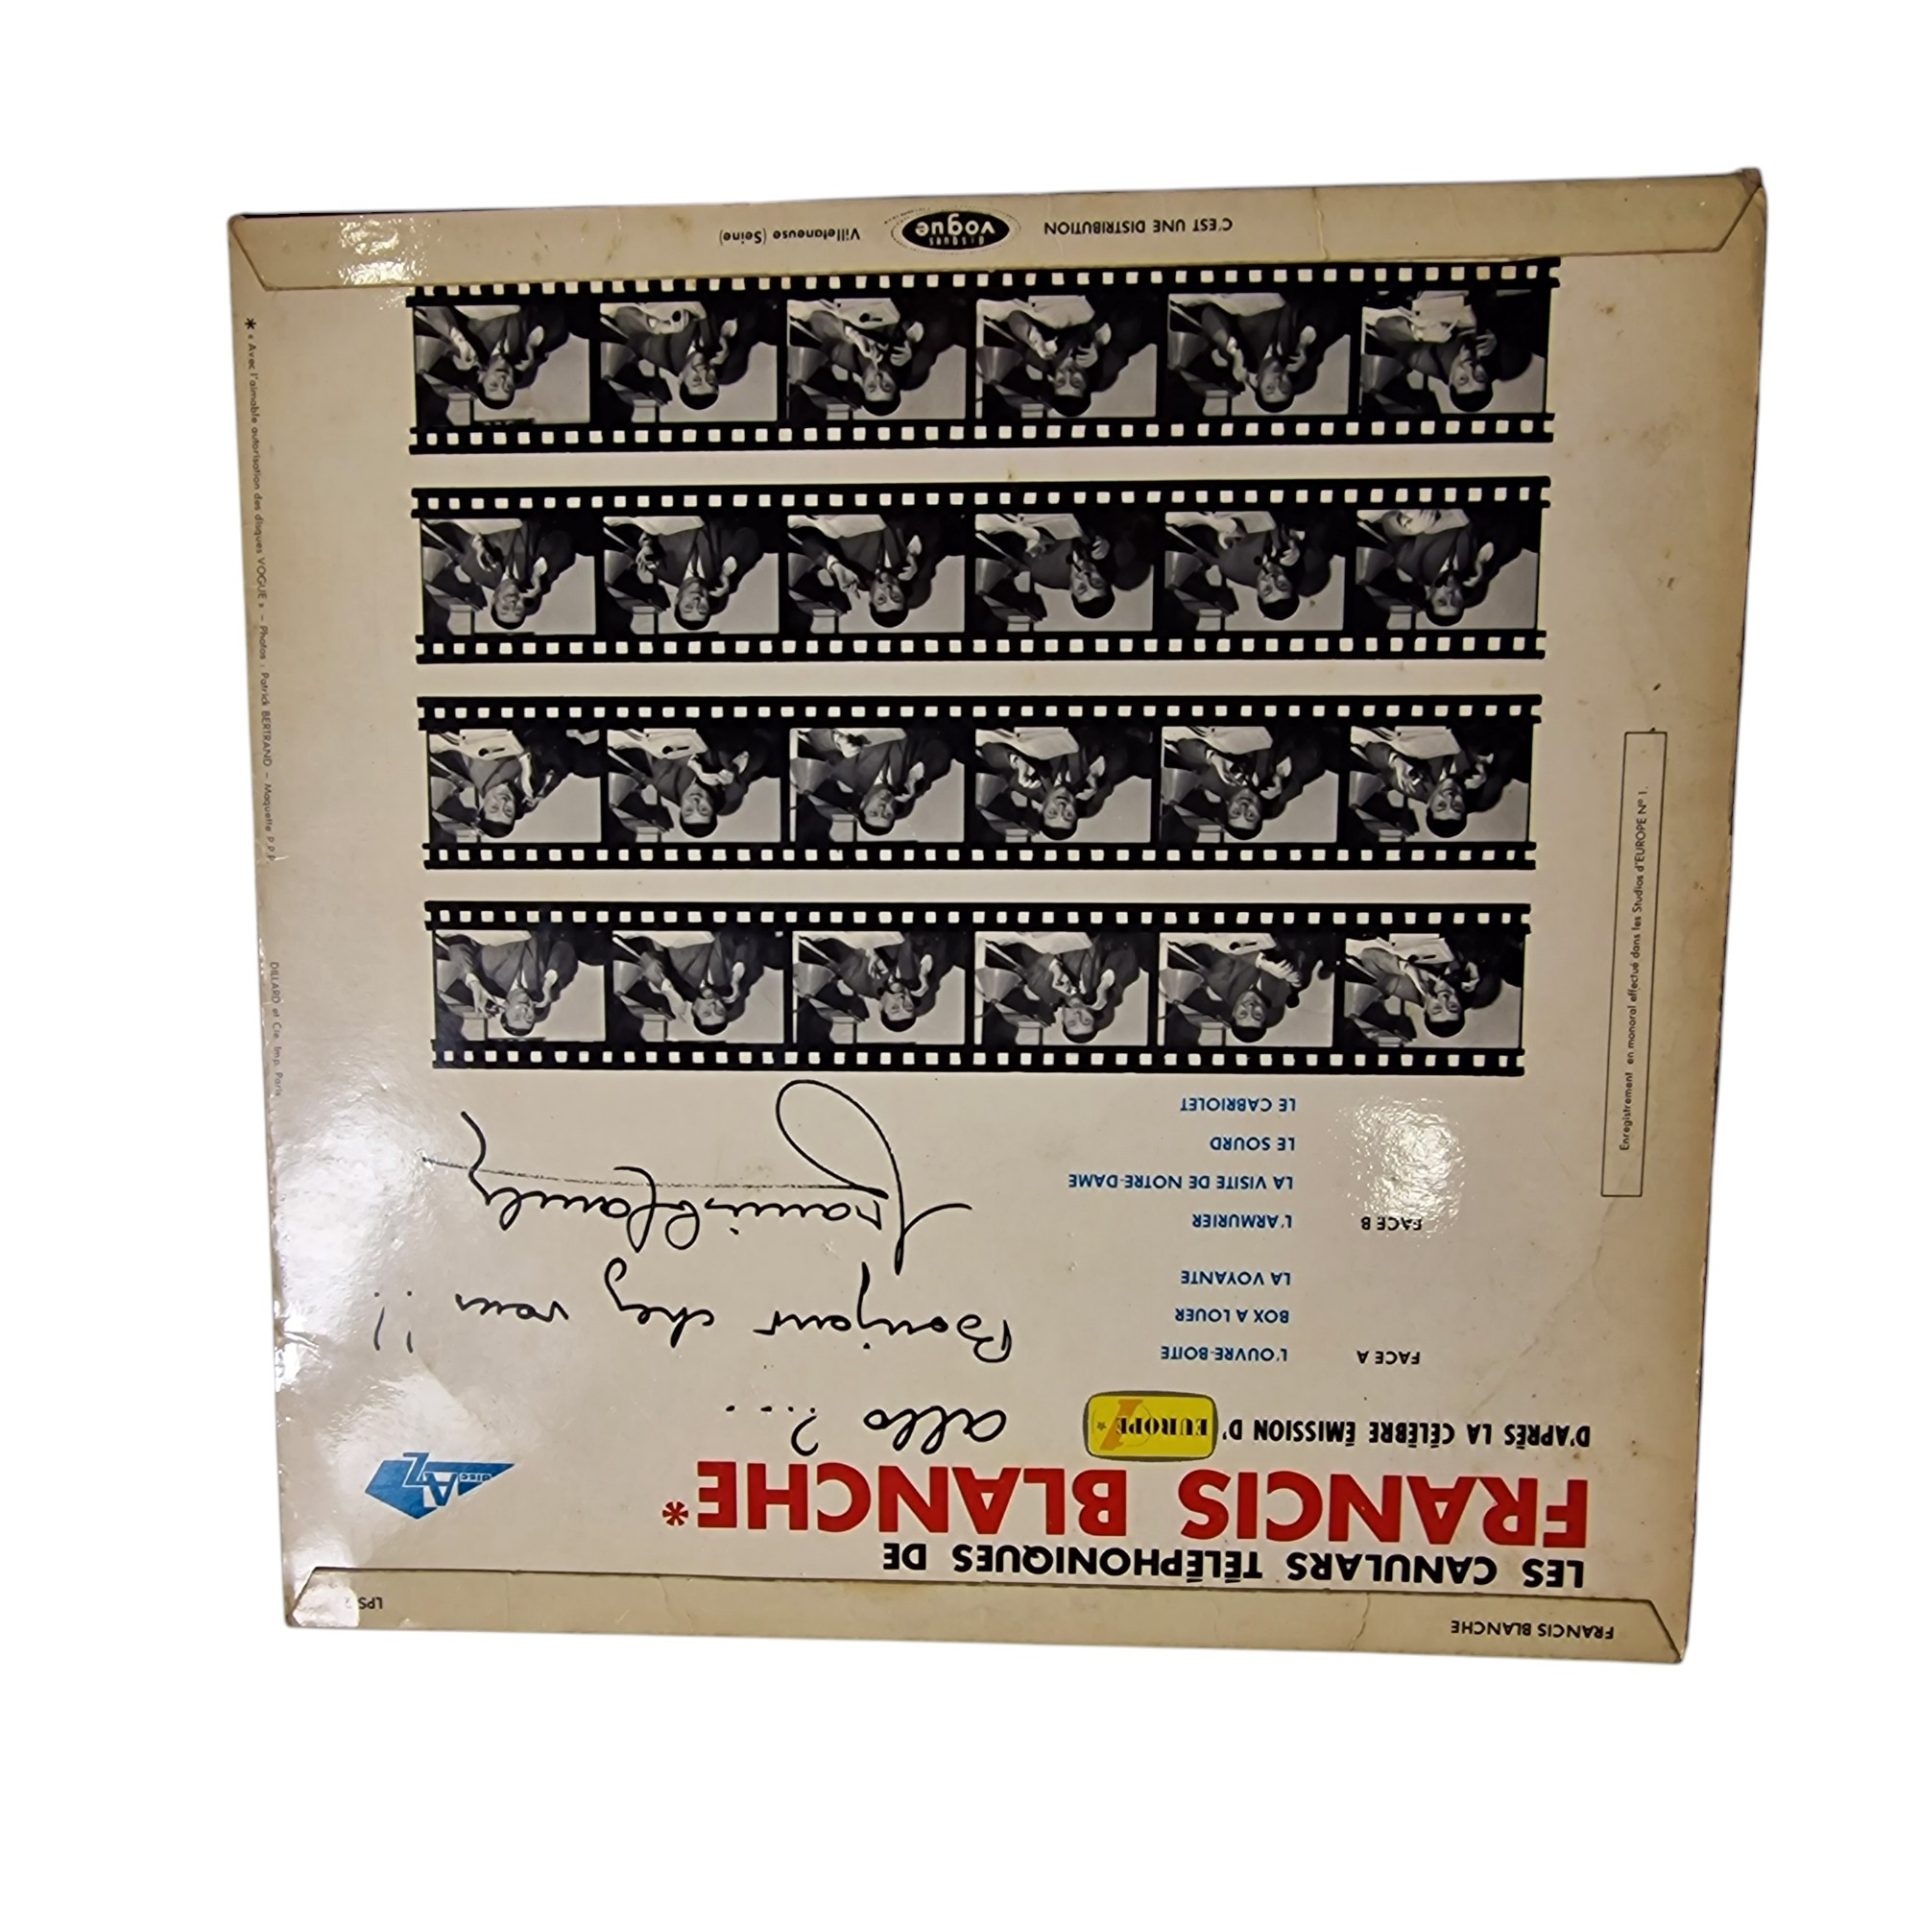 FRANCIS BLANCHE
LES CANULARS TÉLÉPHONIQUES DE
FRANCIS BLANCHE*
D'APRÈS LA CÉLÈBRE ÉMISSION D' EUROPE 1
disc AZ
allo ?....
Bonjour chez vous !!
Francis Blanche
FACE A L'OUVRE-BOITE
BOX A LOUER
LA VOYANTE
FACE B L'ARMURIER
LA VISITE DE NOTRE-DAME
LE SOURD
LE CABRIOLET
Enregistrement en monoral effectué dans les Studios d'EUROPE N° 1.
* « Avec l'aimable autorisation des disques VOGUE » - Photos : Patrick BERTRAND - Maquette P.P.P.
DILLARD et Cie. Imp. Paris
C'EST UNE DISTRIBUTION Disques vogue Villetaneuse (Seine)